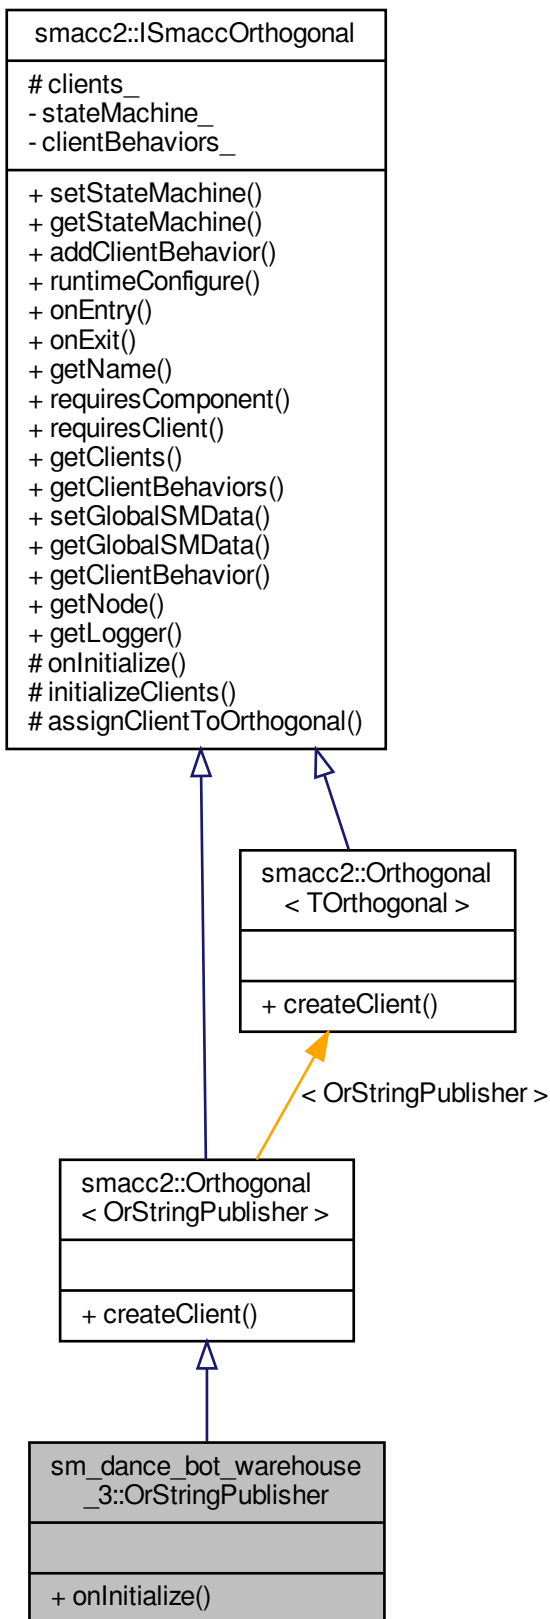 smacc2::ISmaccOrthogonal
# clients_
- stateMachine_
- clientBehaviors_
+ setStateMachine()
+ getStateMachine()
+ addClientBehavior()
+ runtimeConfigure()
+ onEntry()
+ onExit()
+ getName()
+ requiresComponent()
+ requiresClient()
+ getClients()
+ getClientBehaviors()
+ setGlobalSMData()
+ getGlobalSMData()
+ getClientBehavior()
+ getNode()
+ getLogger()
# onInitialize()
# initializeClients()
# assignClientToOrthogonal()
smacc2::Orthogonal
< TOrthogonal >
+ createClient()
< OrStringPublisher >
smacc2::Orthogonal
< OrStringPublisher >
+ createClient()
sm_dance_bot_warehouse
_3::OrStringPublisher
+ onInitialize()